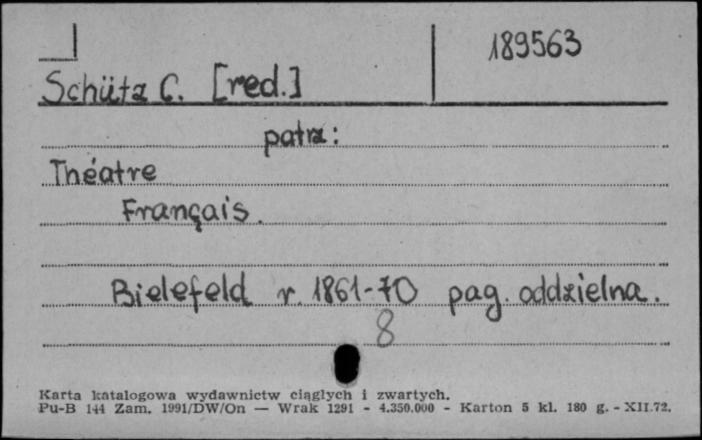 189563
Schütz C. [red.]
patrz:
Théatre
Français.
Bielefeld r. 1861-70 pag. oddzielna.
8
Karta katalogowa wydawnictw ciągłych i zwartych.
Pu-B 144 Zam. 1991/DW/On — Wrak 1291 - 4.350.000 - Karton 5 kl. 180 g. - XII.72.